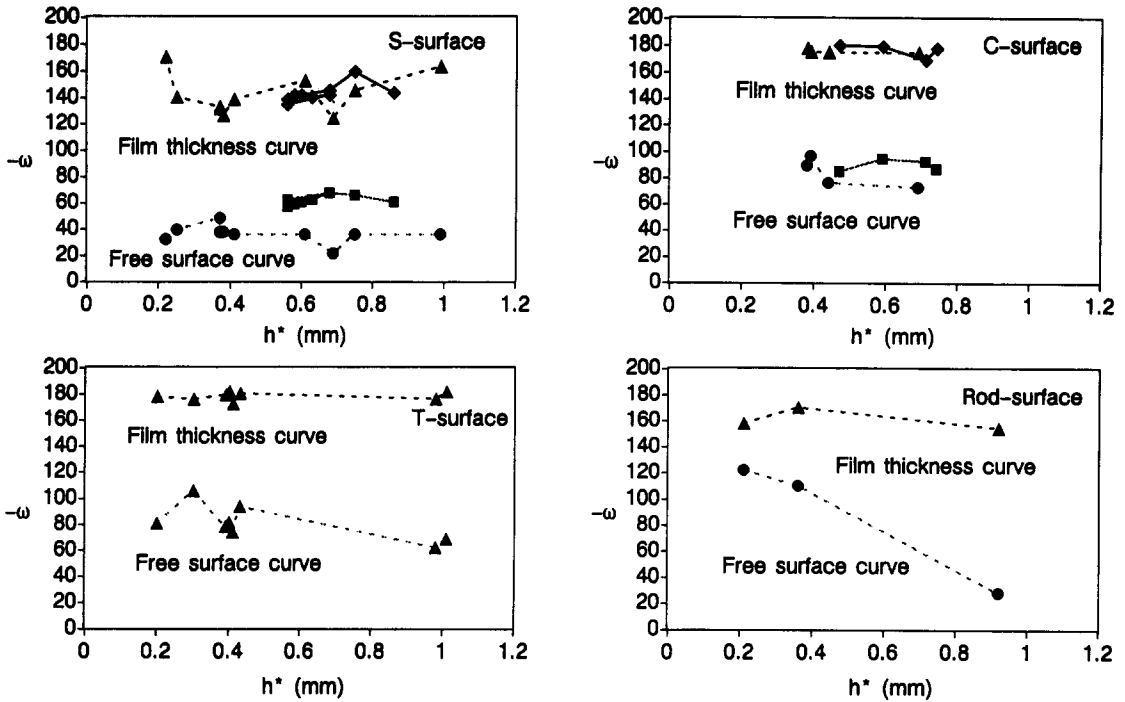 200
180
160
140
120
100
80
60
40
20
0
-ω
S-surface
Film thickness curve
Free surface curve
0 0.2 0.4 0.6 0.8 1 1.2
h* (mm)
200
180
160
140
120
100
80
60
40
20
0
-ω
C-surface
Film thickness curve
Free surface curve
0 0.2 0.4 0.6 0.8 1 1.2
h* (mm)
200
180
160
140
120
100
80
60
40
20
0
-ω
T-surface
Film thickness curve
Free surface curve
0 0.2 0.4 0.6 0.8 1 1.2
h* (mm)
200
180
160
140
120
100
80
60
40
20
0
-ω
Rod-surface
Film thickness curve
Free surface curve
0 0.2 0.4 0.6 0.8 1 1.2
h* (mm)